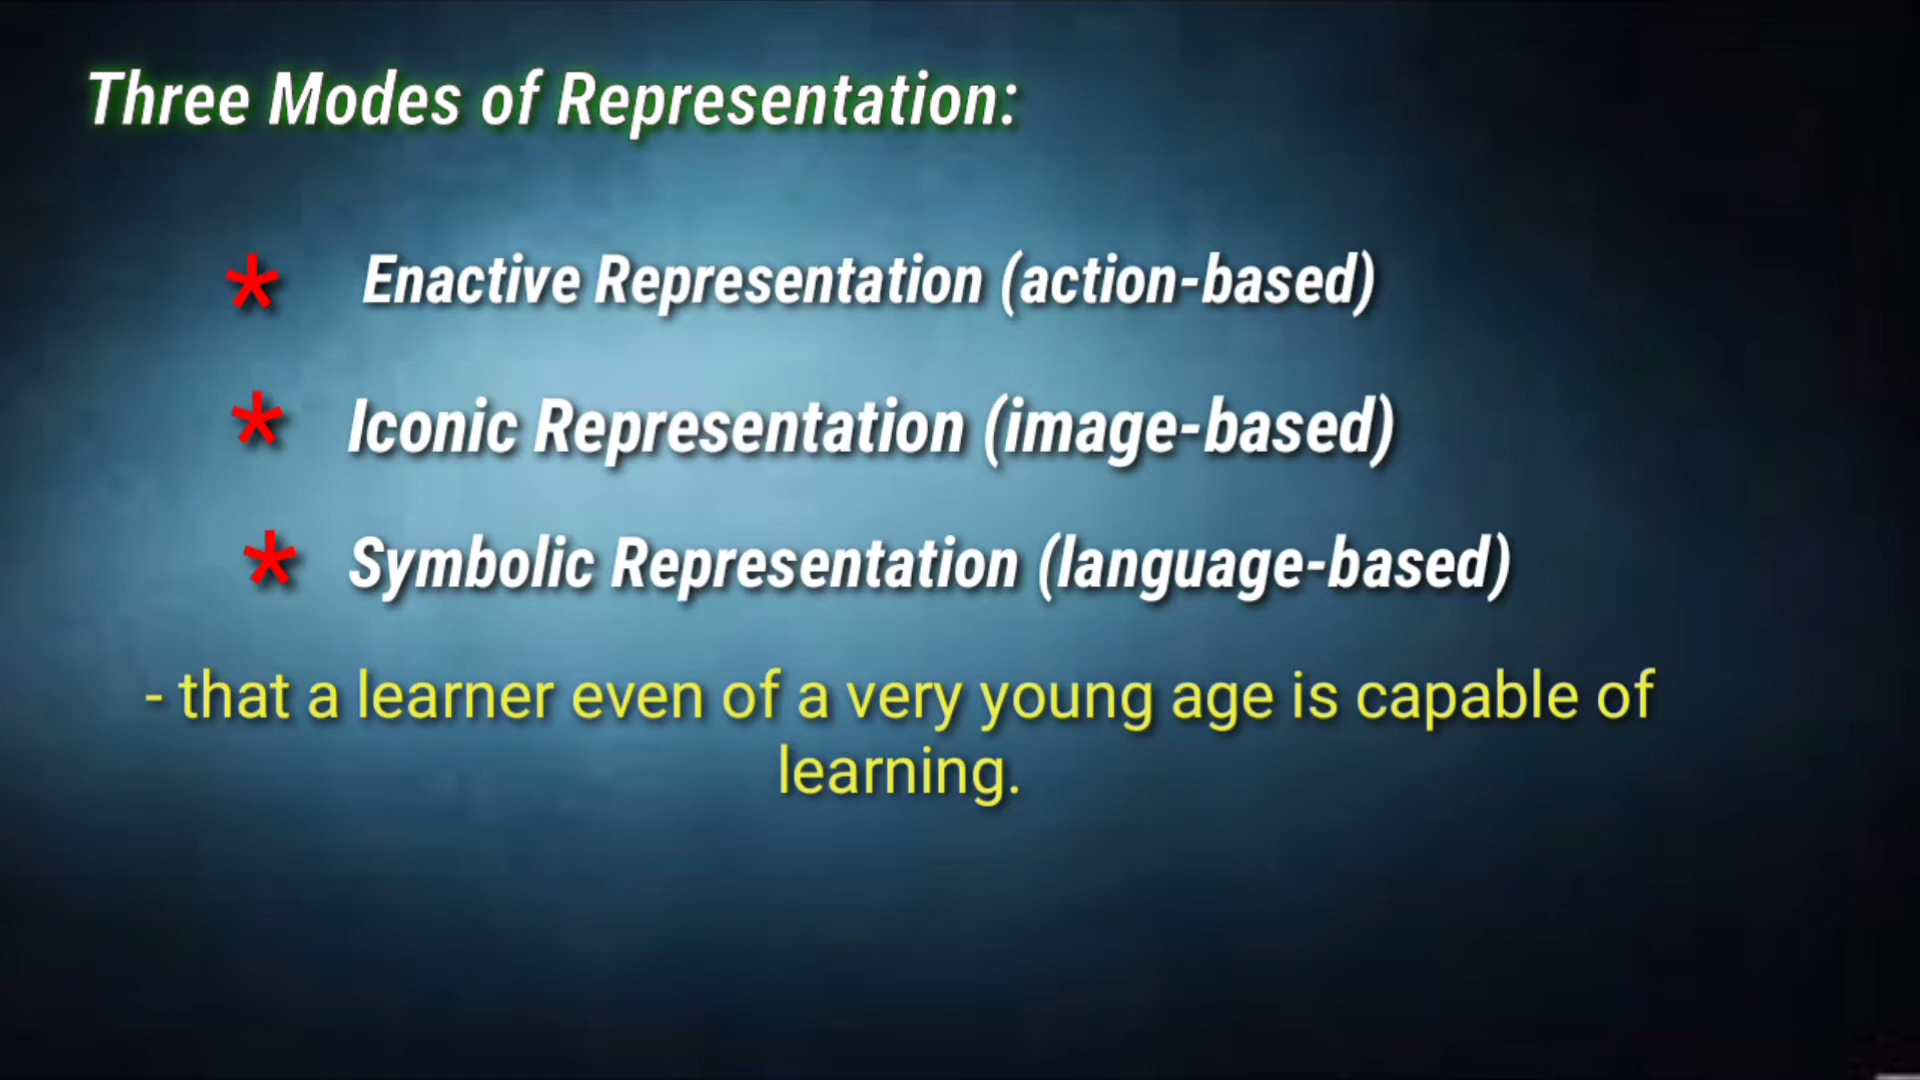 Three Modes of Representation:
* Enactive Representation (action-based)
* Iconic Representation (image-based)
* Symbolic Representation (language-based)
- that a learner even of a very young age is capable of
learning.